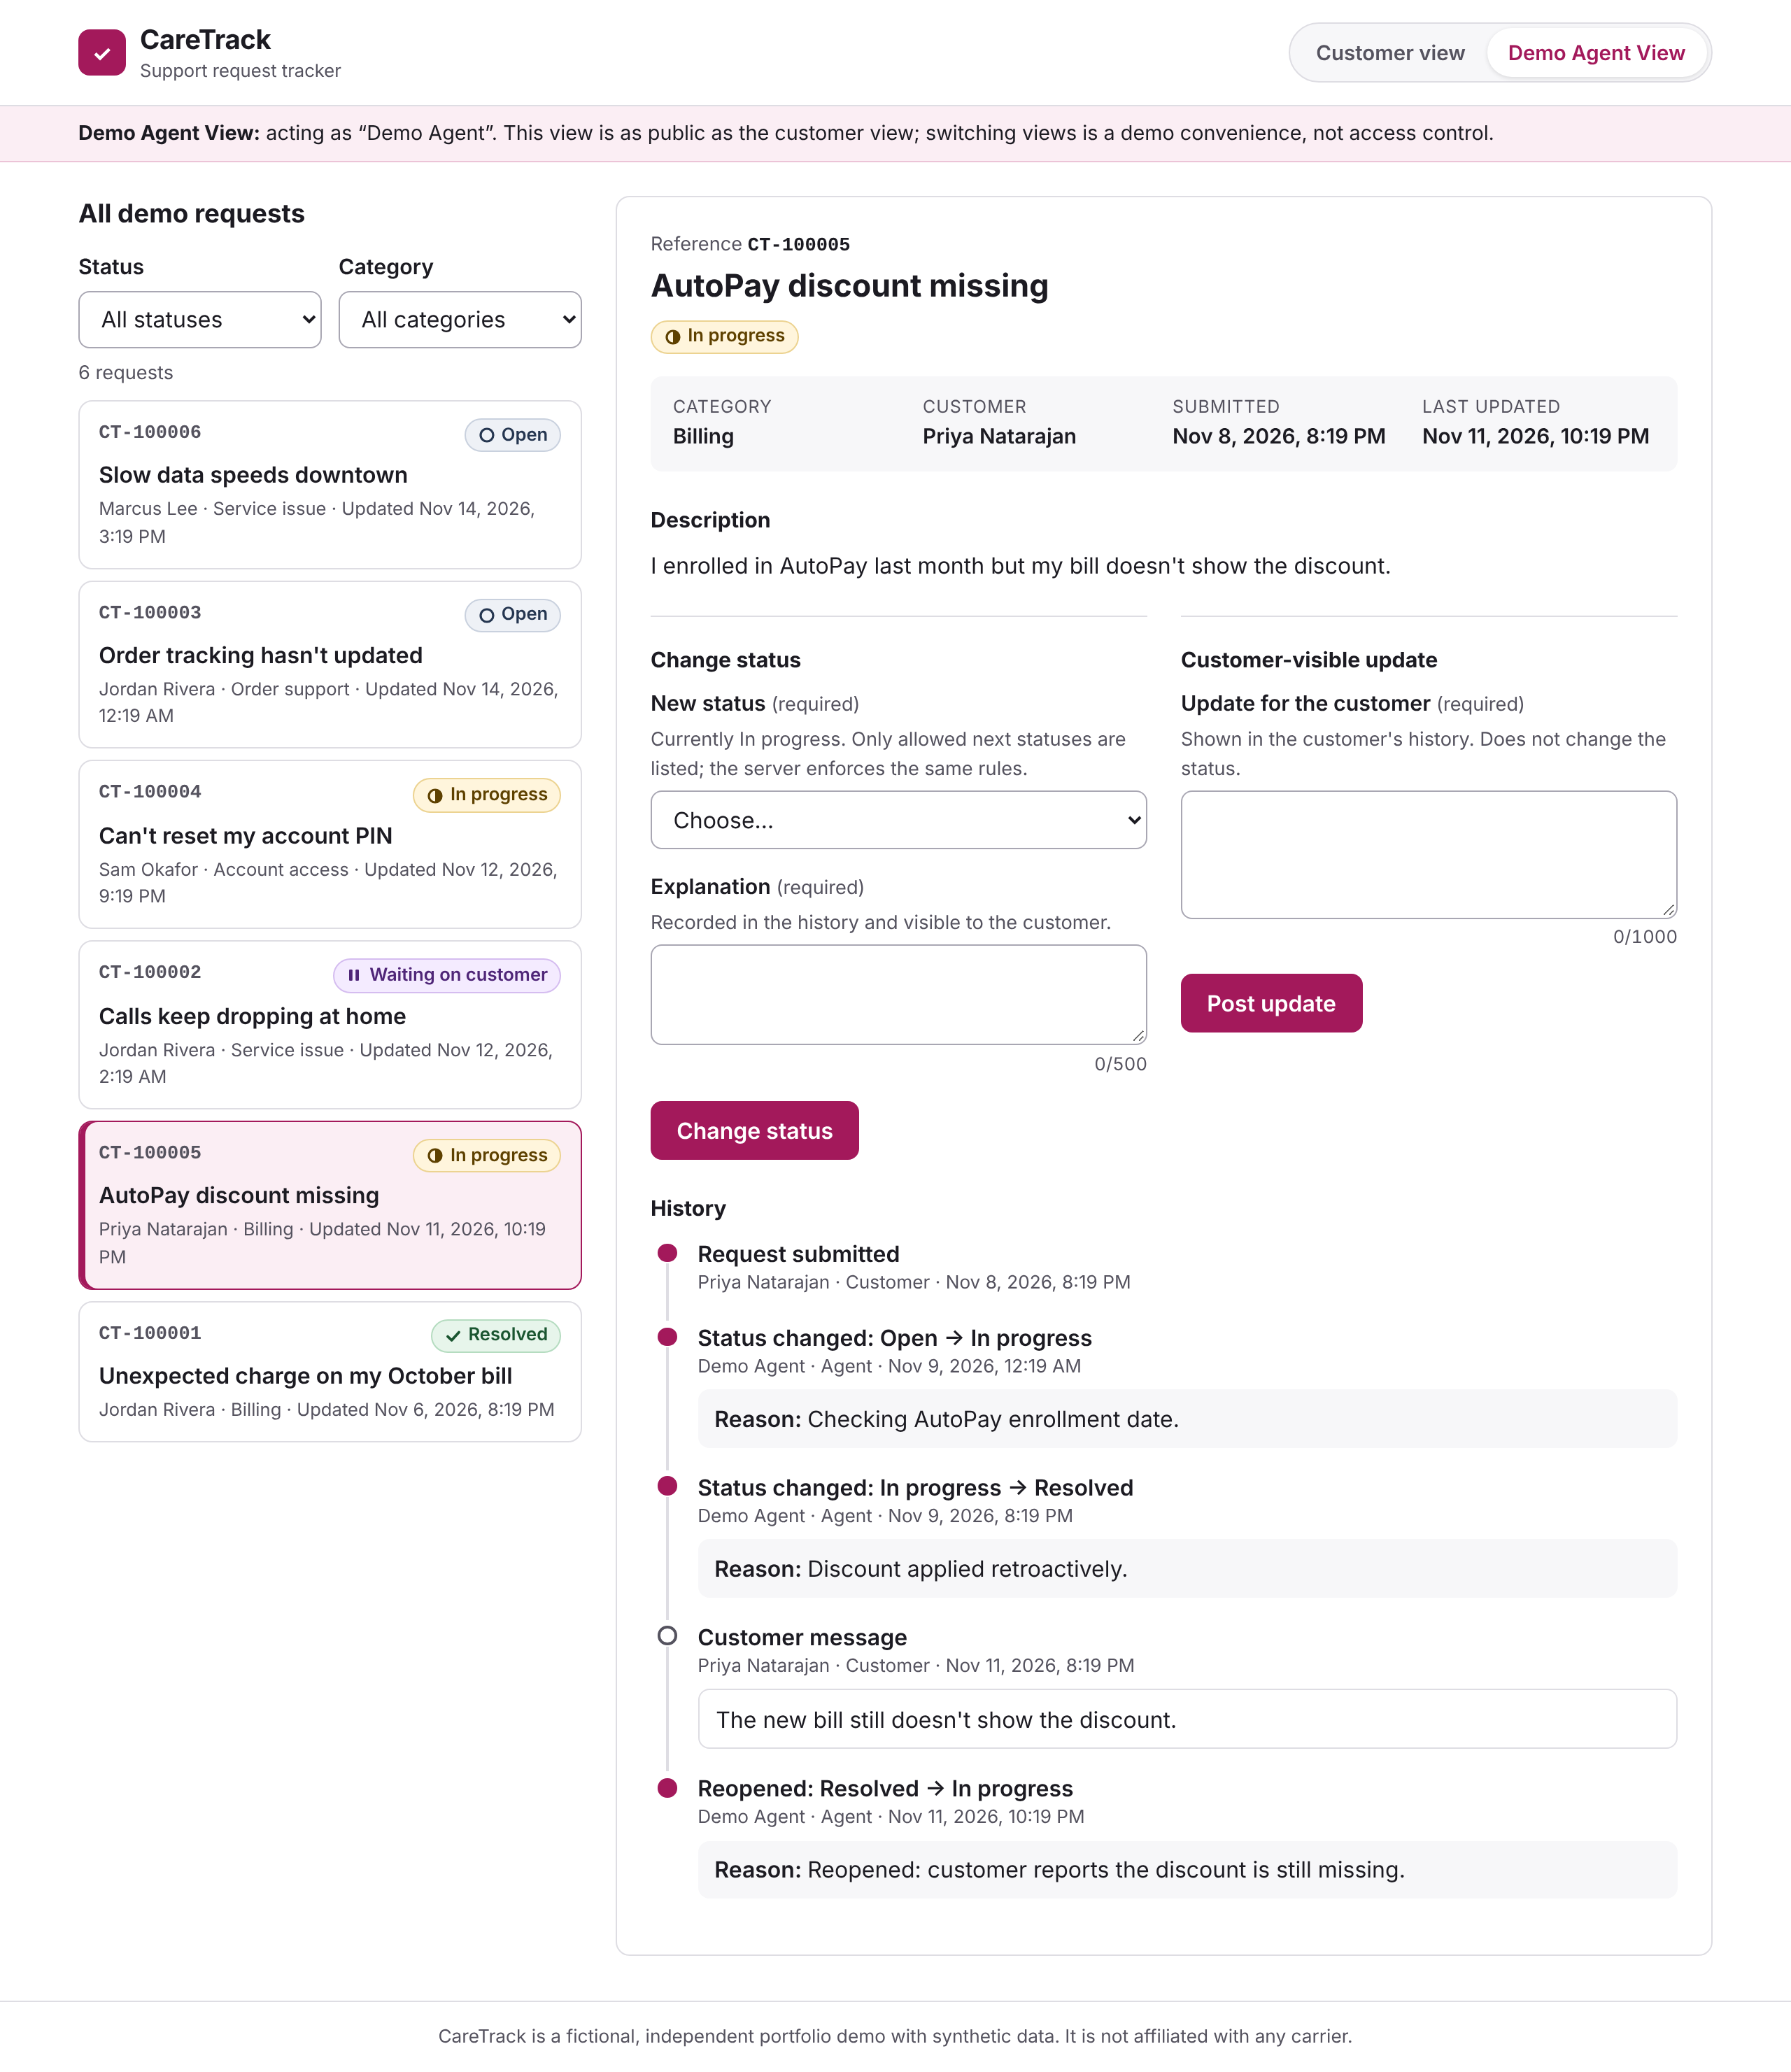 CareTrack
Support request tracker
Customer view
Demo Agent View
Demo Agent View: acting as “Demo Agent”. This view is as public as the customer view; switching views is a demo convenience, not access control.
All demo requests
Status
Category
All statuses
All categories
6 requests
CT-100006
Open
Slow data speeds downtown
Marcus Lee · Service issue · Updated Nov 14, 2026,
3:19 PM
CT-100003
Open
Order tracking hasn't updated
Jordan Rivera · Order support · Updated Nov 14, 2026,
12:19 AM
CT-100004
In progress
Can't reset my account PIN
Sam Okafor · Account access · Updated Nov 12, 2026,
9:19 PM
CT-100002
Waiting on customer
Calls keep dropping at home
Jordan Rivera · Service issue · Updated Nov 12, 2026,
2:19 AM
CT-100005
In progress
AutoPay discount missing
Priya Natarajan · Billing · Updated Nov 11, 2026, 10:19
PM
CT-100001
Resolved
Unexpected charge on my October bill
Jordan Rivera · Billing · Updated Nov 6, 2026, 8:19 PM
Reference CT-100005
AutoPay discount missing
In progress
CATEGORY
Billing
CUSTOMER
Priya Natarajan
SUBMITTED
Nov 8, 2026, 8:19 PM
LAST UPDATED
Nov 11, 2026, 10:19 PM
Description
I enrolled in AutoPay last month but my bill doesn't show the discount.
Change status
New status (required)
Currently In progress. Only allowed next statuses are
listed; the server enforces the same rules.
Choose...
Explanation (required)
Recorded in the history and visible to the customer.
0/500
Change status
Customer-visible update
Update for the customer (required)
Shown in the customer's history. Does not change the
status.
0/1000
Post update
History
Request submitted
Priya Natarajan · Customer · Nov 8, 2026, 8:19 PM
Status changed: Open → In progress
Demo Agent · Agent · Nov 9, 2026, 12:19 AM
Reason: Checking AutoPay enrollment date.
Status changed: In progress → Resolved
Demo Agent · Agent · Nov 9, 2026, 8:19 PM
Reason: Discount applied retroactively.
Customer message
Priya Natarajan · Customer · Nov 11, 2026, 8:19 PM
The new bill still doesn't show the discount.
Reopened: Resolved → In progress
Demo Agent · Agent · Nov 11, 2026, 10:19 PM
Reason: Reopened: customer reports the discount is still missing.
CareTrack is a fictional, independent portfolio demo with synthetic data. It is not affiliated with any carrier.